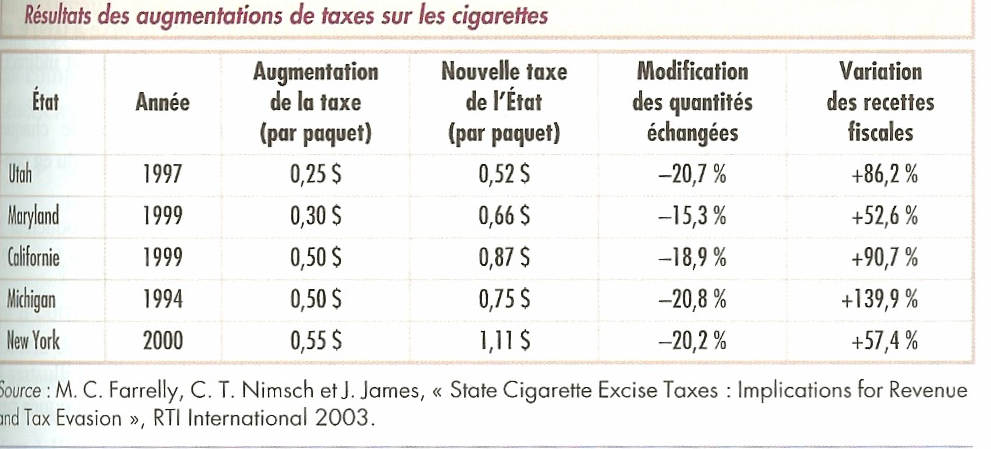 Résultats des augmentations de taxes sur les cigarettes
État Année Augmentation de la taxe (par paquet) Nouvelle taxe de l'État (par paquet) Modification des quantités échangées Variation des recettes fiscales
Utah 1997 0,25 $ 0,52 $ –20,7 % +86,2 %
Maryland 1999 0,30 $ 0,66 $ –15,3 % +52,6 %
Californie 1999 0,50 $ 0,87 $ –18,9 % +90,7 %
Michigan 1994 0,50 $ 0,75 $ –20,8 % +139,9 %
New York 2000 0,55 $ 1,11 $ –20,2 % +57,4 %
Source : M. C. Farrelly, C. T. Nimsch et J. James, « State Cigarette Excise Taxes : Implications for Revenue
and Tax Evasion », RTI International 2003.